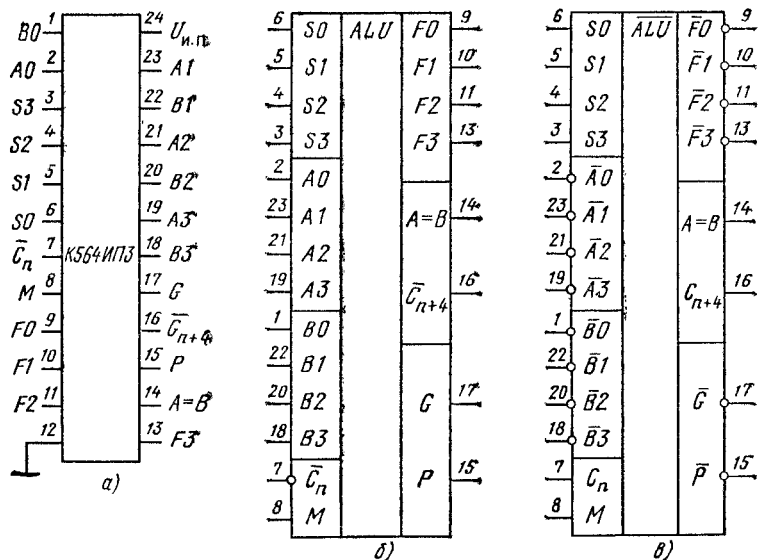 B0 1 24 Uи.п.
A0 2 23 A1
S3 3 22 B1
S2 4 21 A2
S1 5 20 B2
S0 6 19 A3
C̅n 7 К564ИП3 18 B3
M 8 17 G
F0 9 16 G̅n+4
F1 10 15 P
F2 11 14 A=B
12 13 F3
а)
6 S0 ALU F0 9
5 S1 F1 10
4 S2 F2 11
3 S3 F3 13
2 A0
23 A1 A=B 14
21 A2
19 A3 C̅n+4 16
1 B0
22 B1
20 B2 G 17
18 B3
7 C̅n P 15
8 M
б)
6 S0 A̅L̅U̅ F̅0 9
5 S1 F̅1 10
4 S2 F̅2 11
3 S3 F̅3 13
2 A̅0
23 A̅1 A=B 14
21 A̅2
19 A̅3 Cn+4 16
1 B̅0
22 B̅1
20 B̅2 G̅ 17
18 B̅3
7 Cn P̅ 15
8 M
в)